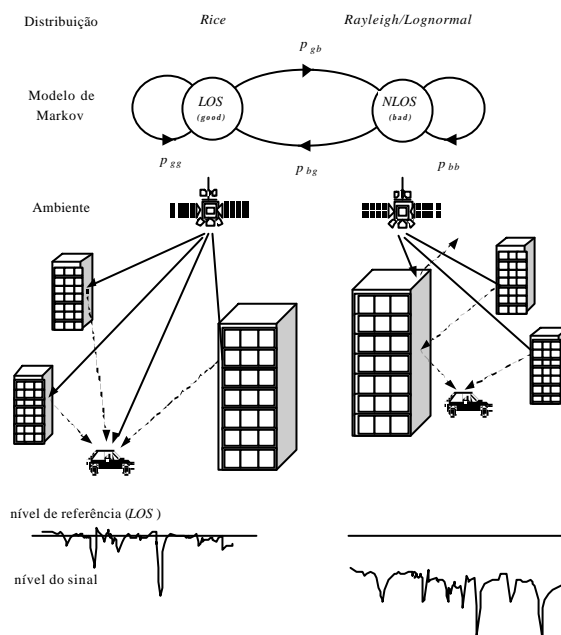 Distribuição Rice Rayleigh/Lognormal
p gb
Modelo de Markov
LOS (good)
NLOS (bad)
p gg
p bg
p bb
Ambiente
nível de referência (LOS )
nível do sinal